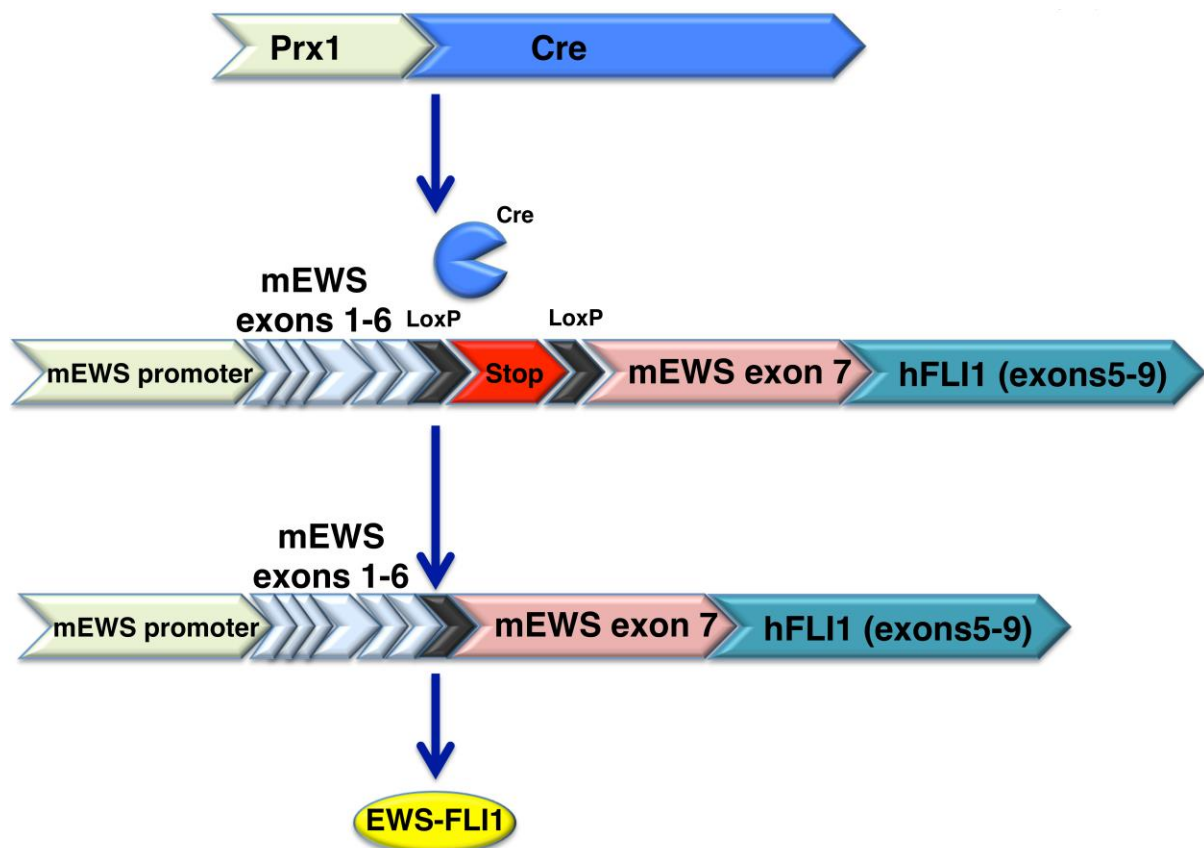 Prx1 Cre
Cre
mEWS
exons 1-6 LoxP LoxP
mEWS promoter Stop mEWS exon 7 hFLI1 (exons5-9)
mEWS
exons 1-6
mEWS promoter mEWS exon 7 hFLI1 (exons5-9)
EWS-FLI1